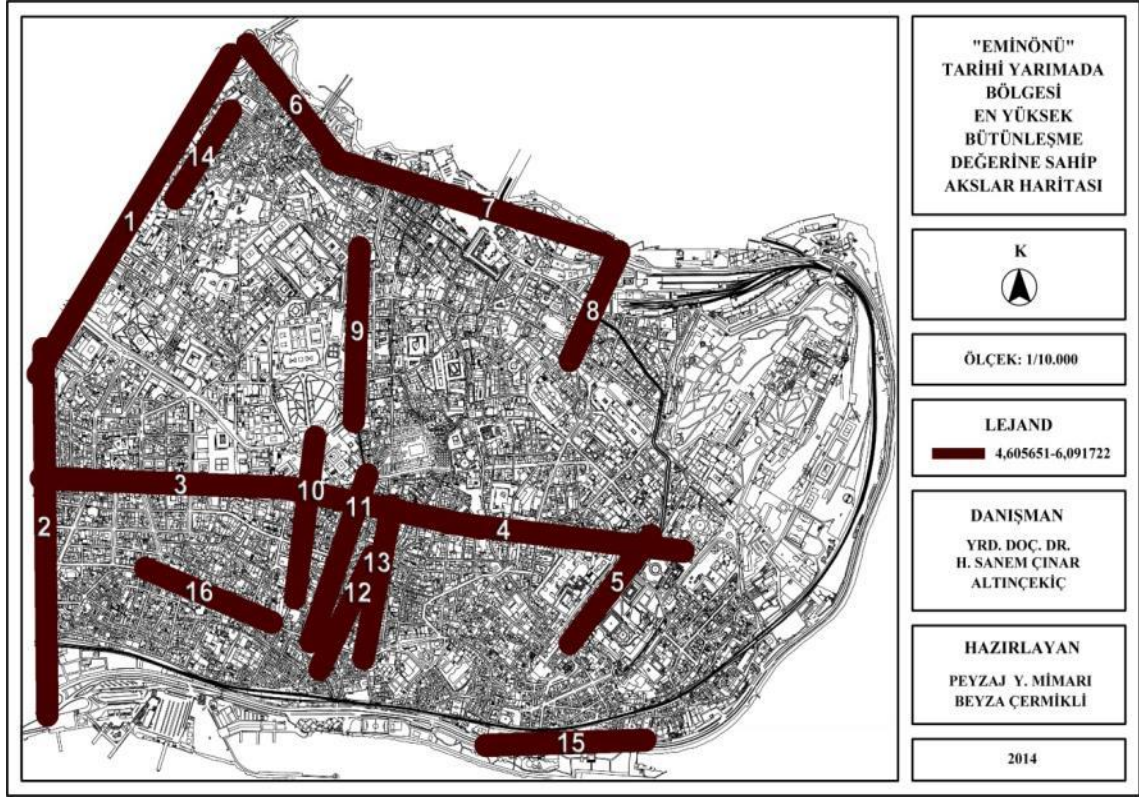 "EMİNÖNÜ"
TARİHİ YARIMADA
BÖLGESİ
EN YÜKSEK
BÜTÜNLEŞME
DEĞERİNE SAHİP
AKSLAR HARİTASI
K
ÖLÇEK: 1/10.000
LEJAND
4,605651-6,091722
DANIŞMAN
YRD. DOÇ. DR.
H. SANEM ÇINAR
ALTINÇEKİÇ
HAZIRLAYAN
PEYZAJ Y. MİMARI
BEYZA ÇERMİKLİ
2014
6
14
1
7
8
9
3
10
11
4
2
13
5
12
16
15